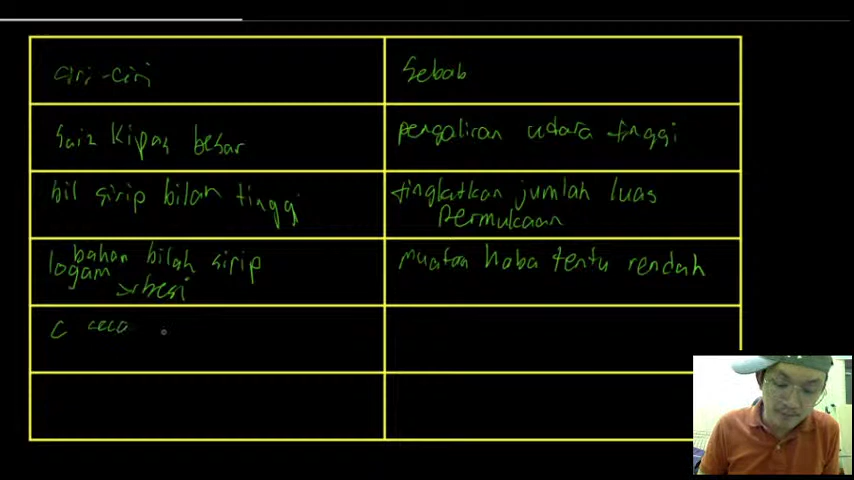 ciri-ciri
Sebab
Saiz kipas besar
pengaliran udara tinggi
bil sirip bilah tinggi
tingkatkan jumlah luas
permukaan
bahan bilah sirip
logam
besi
muatan haba tentu rendah
c